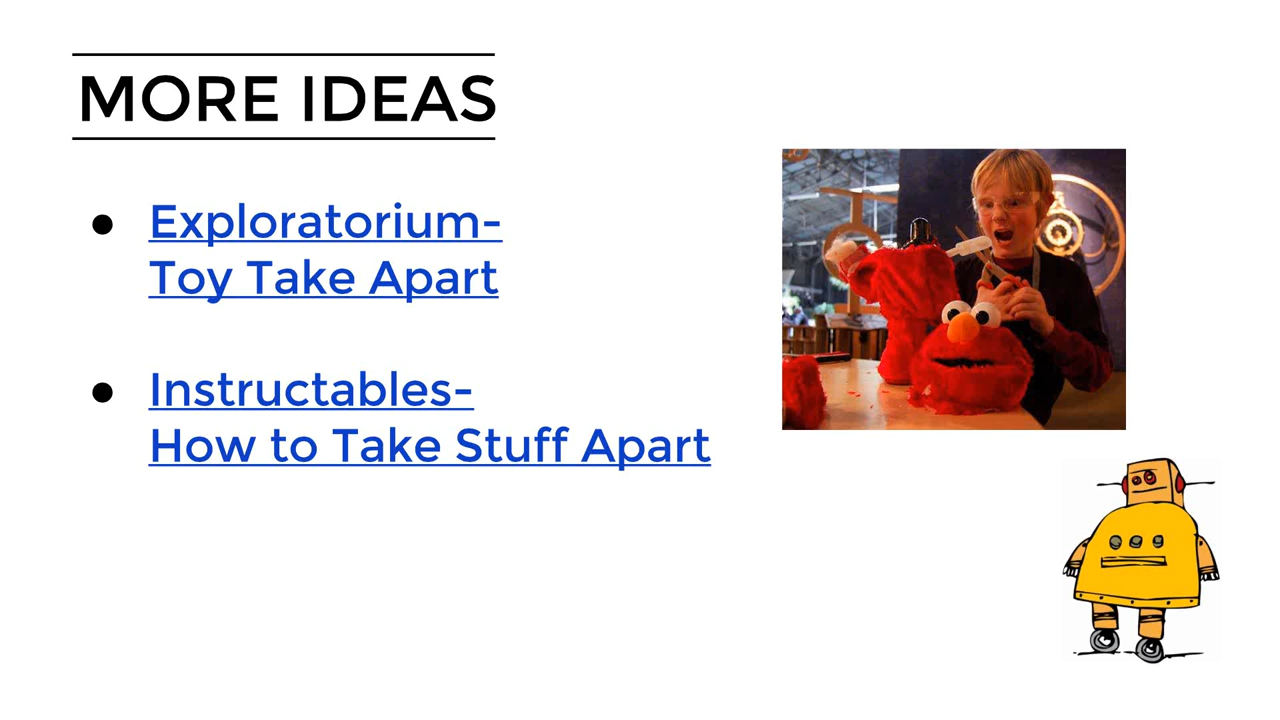 MORE IDEAS
● Exploratorium-
Toy Take Apart
● Instructables-
How to Take Stuff Apart